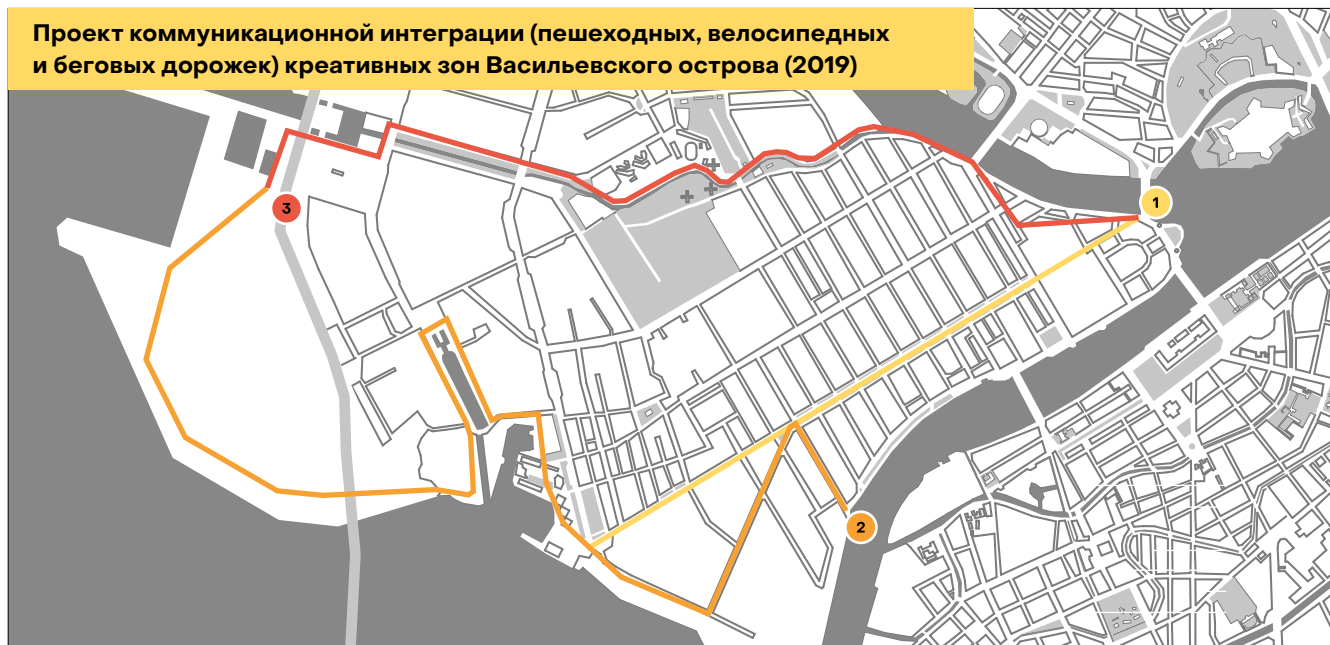 Проект коммуникационной интеграции (пешеходных, велосипедных
и беговых дорожек) креативных зон Васильевского острова (2019)
1
3
2